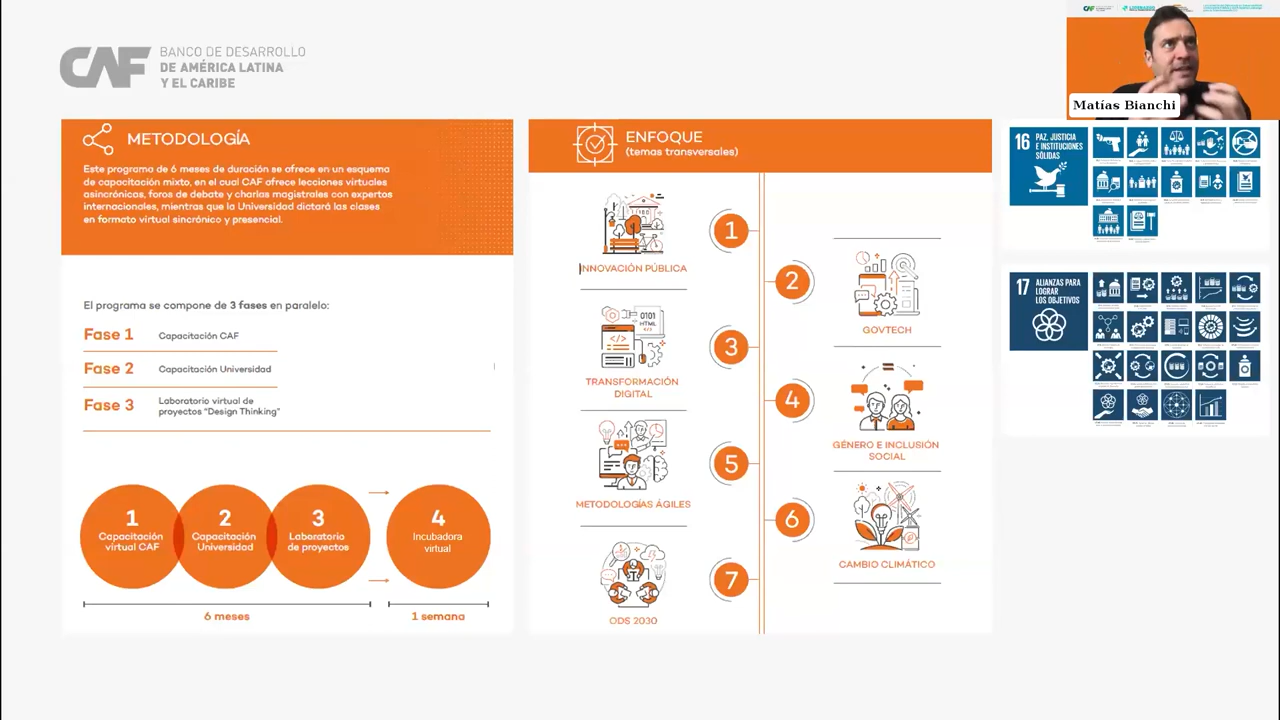 CAF
BANCO DE DESARROLLO
DE AMÉRICA LATINA
Y EL CARIBE
METODOLOGÍA
Este programa de 6 meses de duración se ofrece en un esquema
de capacitación mixto, en el cual CAF ofrece lecciones virtuales
asincrónicas, foros de debate y charlas magistrales con expertos
internacionales, mientras que la Universidad dictará las clases
en formato virtual sincrónico y presencial.
El programa se compone de 3 fases en paralelo:
Fase 1 Capacitación CAF
Fase 2 Capacitación Universidad
Fase 3 Laboratorio virtual de
proyectos "Design Thinking"
1
Capacitación
virtual CAF
2
Capacitación
Universidad
3
Laboratorio
de proyectos
4
Incubadora
virtual
6 meses
1 semana
ENFOQUE
(temas transversales)
1
INNOVACIÓN PÚBLICA
2
GOVTECH
3
0101
HTML
TRANSFORMACIÓN
DIGITAL
4
GÉNERO E INCLUSIÓN
SOCIAL
5
METODOLOGÍAS ÁGILES
6
CAMBIO CLIMÁTICO
7
ODS 2030
CAF
Matías Bianchi
16 PAZ, JUSTICIA
E INSTITUCIONES
SÓLIDAS
17 ALIANZAS PARA
LOGRAR
LOS OBJETIVOS